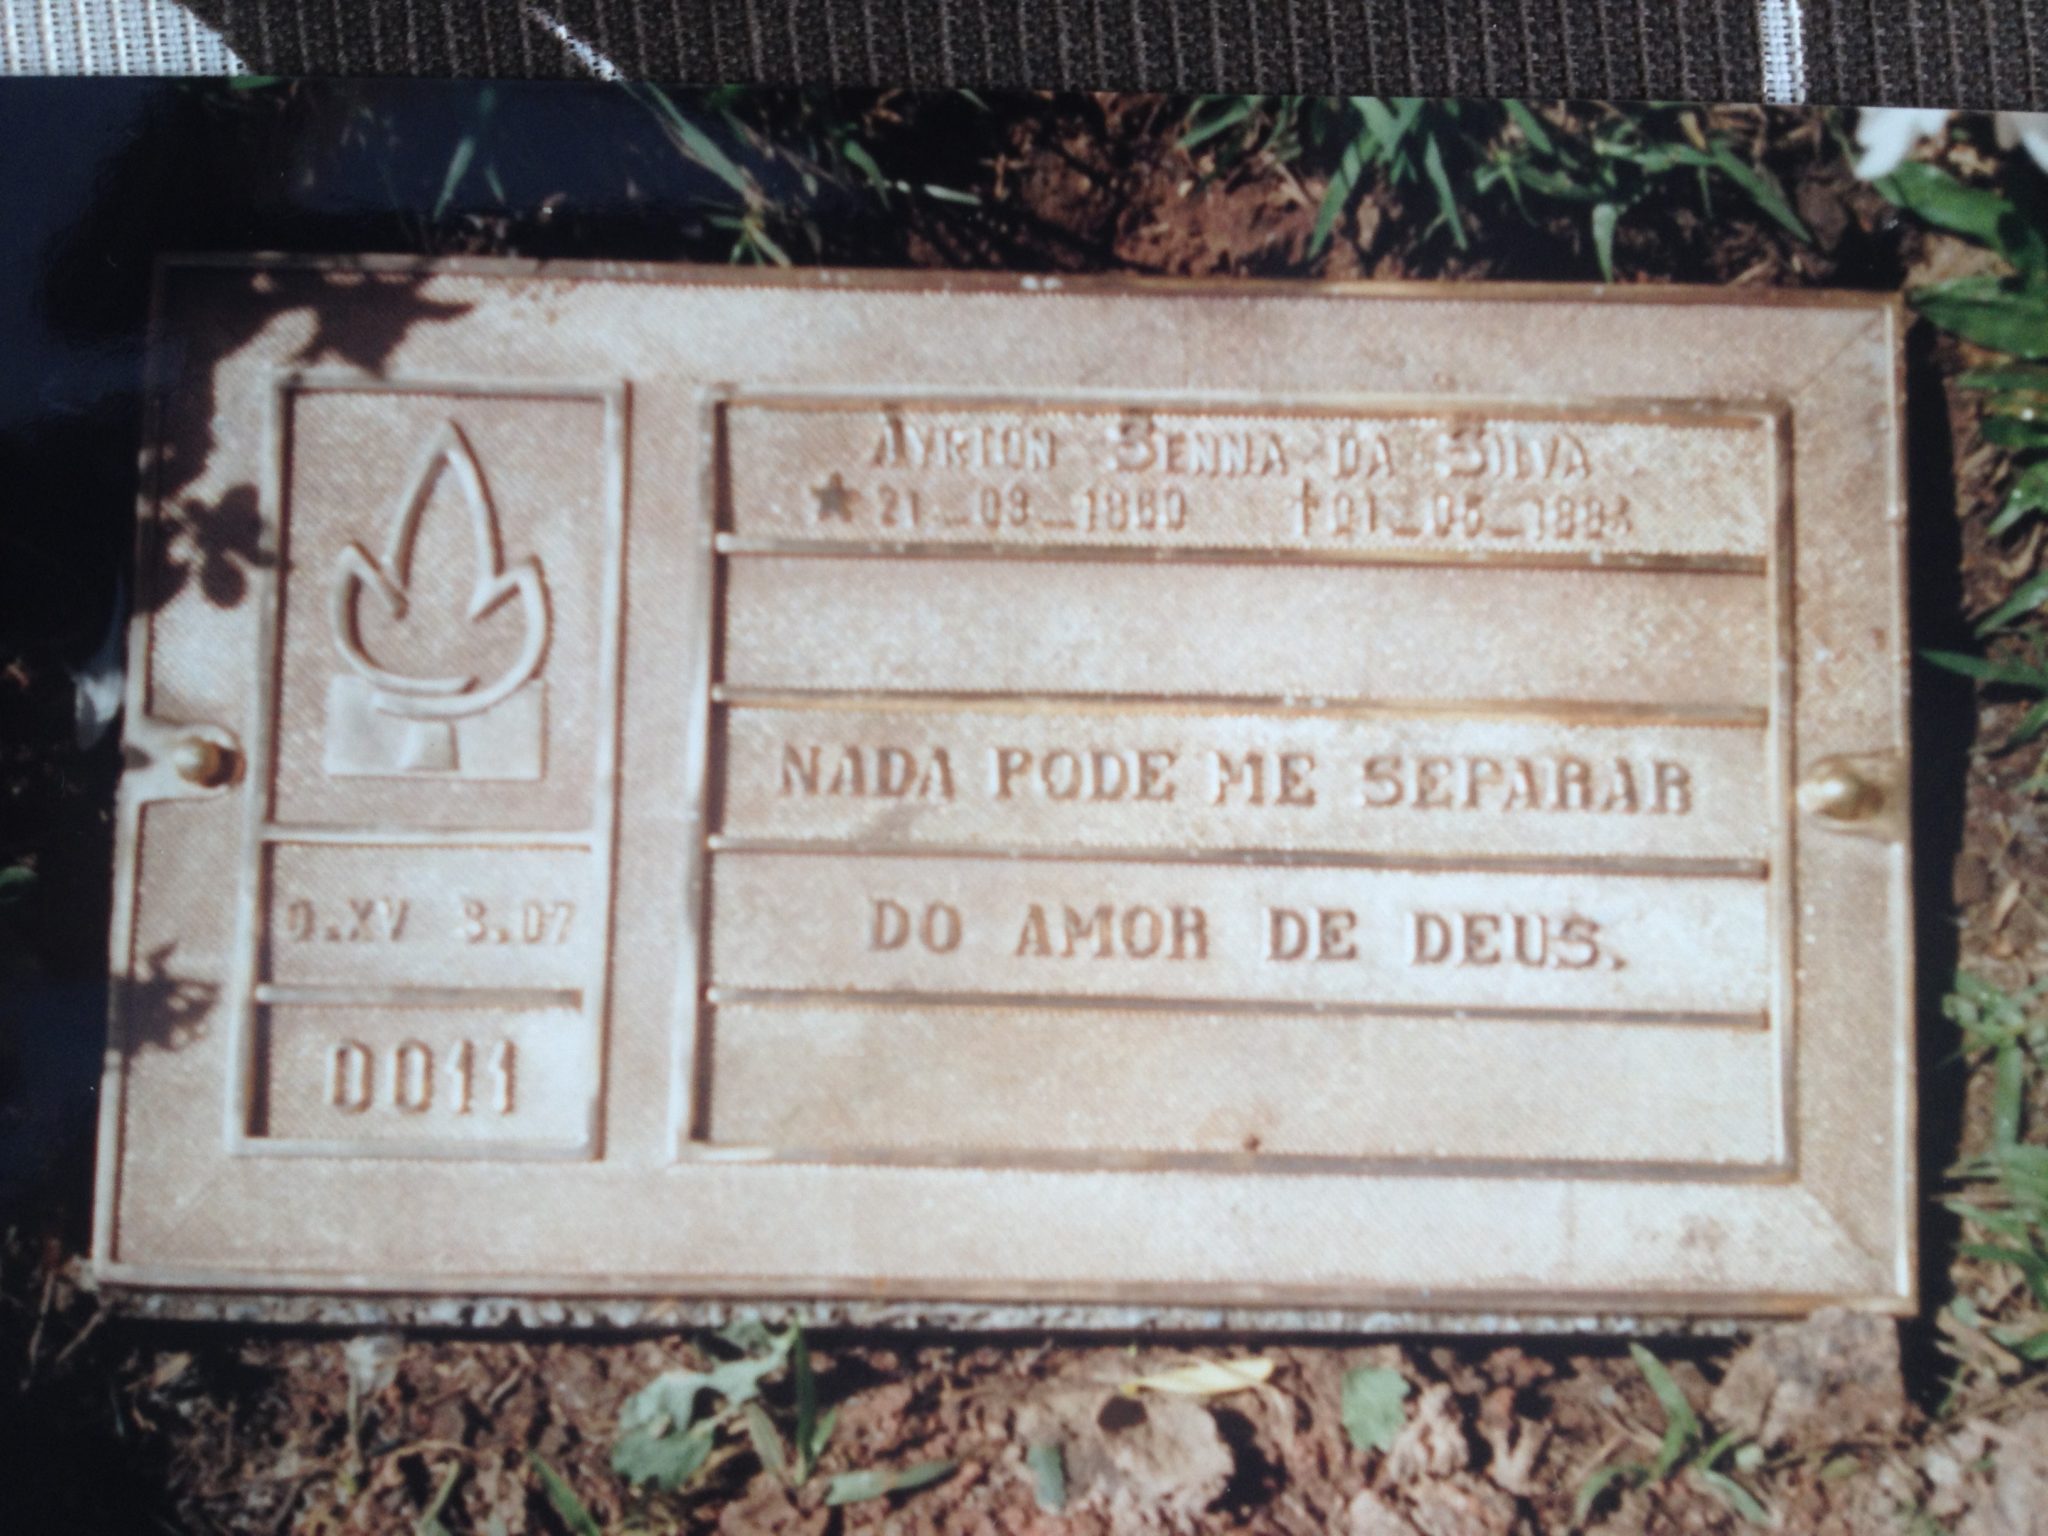 Ayrton Senna da Silva
★ 21_03_1960 †01_05_1994
NADA PODE ME SEPARAR
DO AMOR DE DEUS.
Q.XV S.07
0011